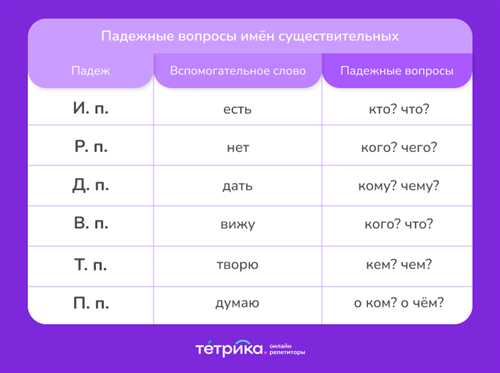 Падежные вопросы имён существительных
Падеж Вспомогательное слово Падежные вопросы
И. п. есть кто? что?
Р. п. нет кого? чего?
Д. п. дать кому? чему?
В. п. вижу кого? что?
Т. п. творю кем? чем?
П. п. думаю о ком? о чём?
тетрика онлайн
репетиторы